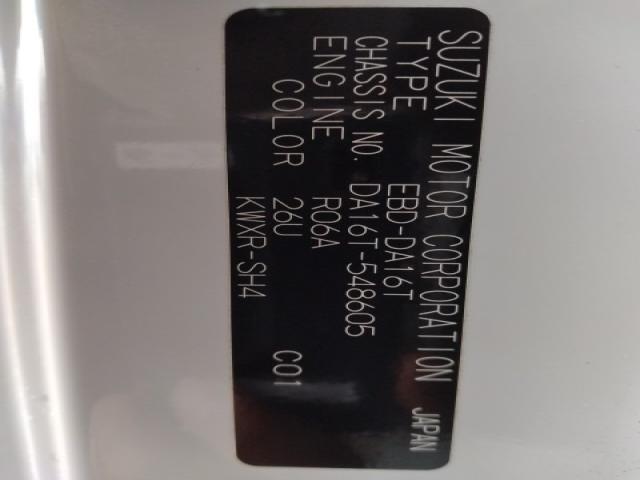 SUZUKI MOTOR CORPORATION JAPAN
TYPE EBD-DA16T
CHASSIS NO. DA16T-548605
ENGINE R06A
COLOR 26U C01
KWXR-SH4